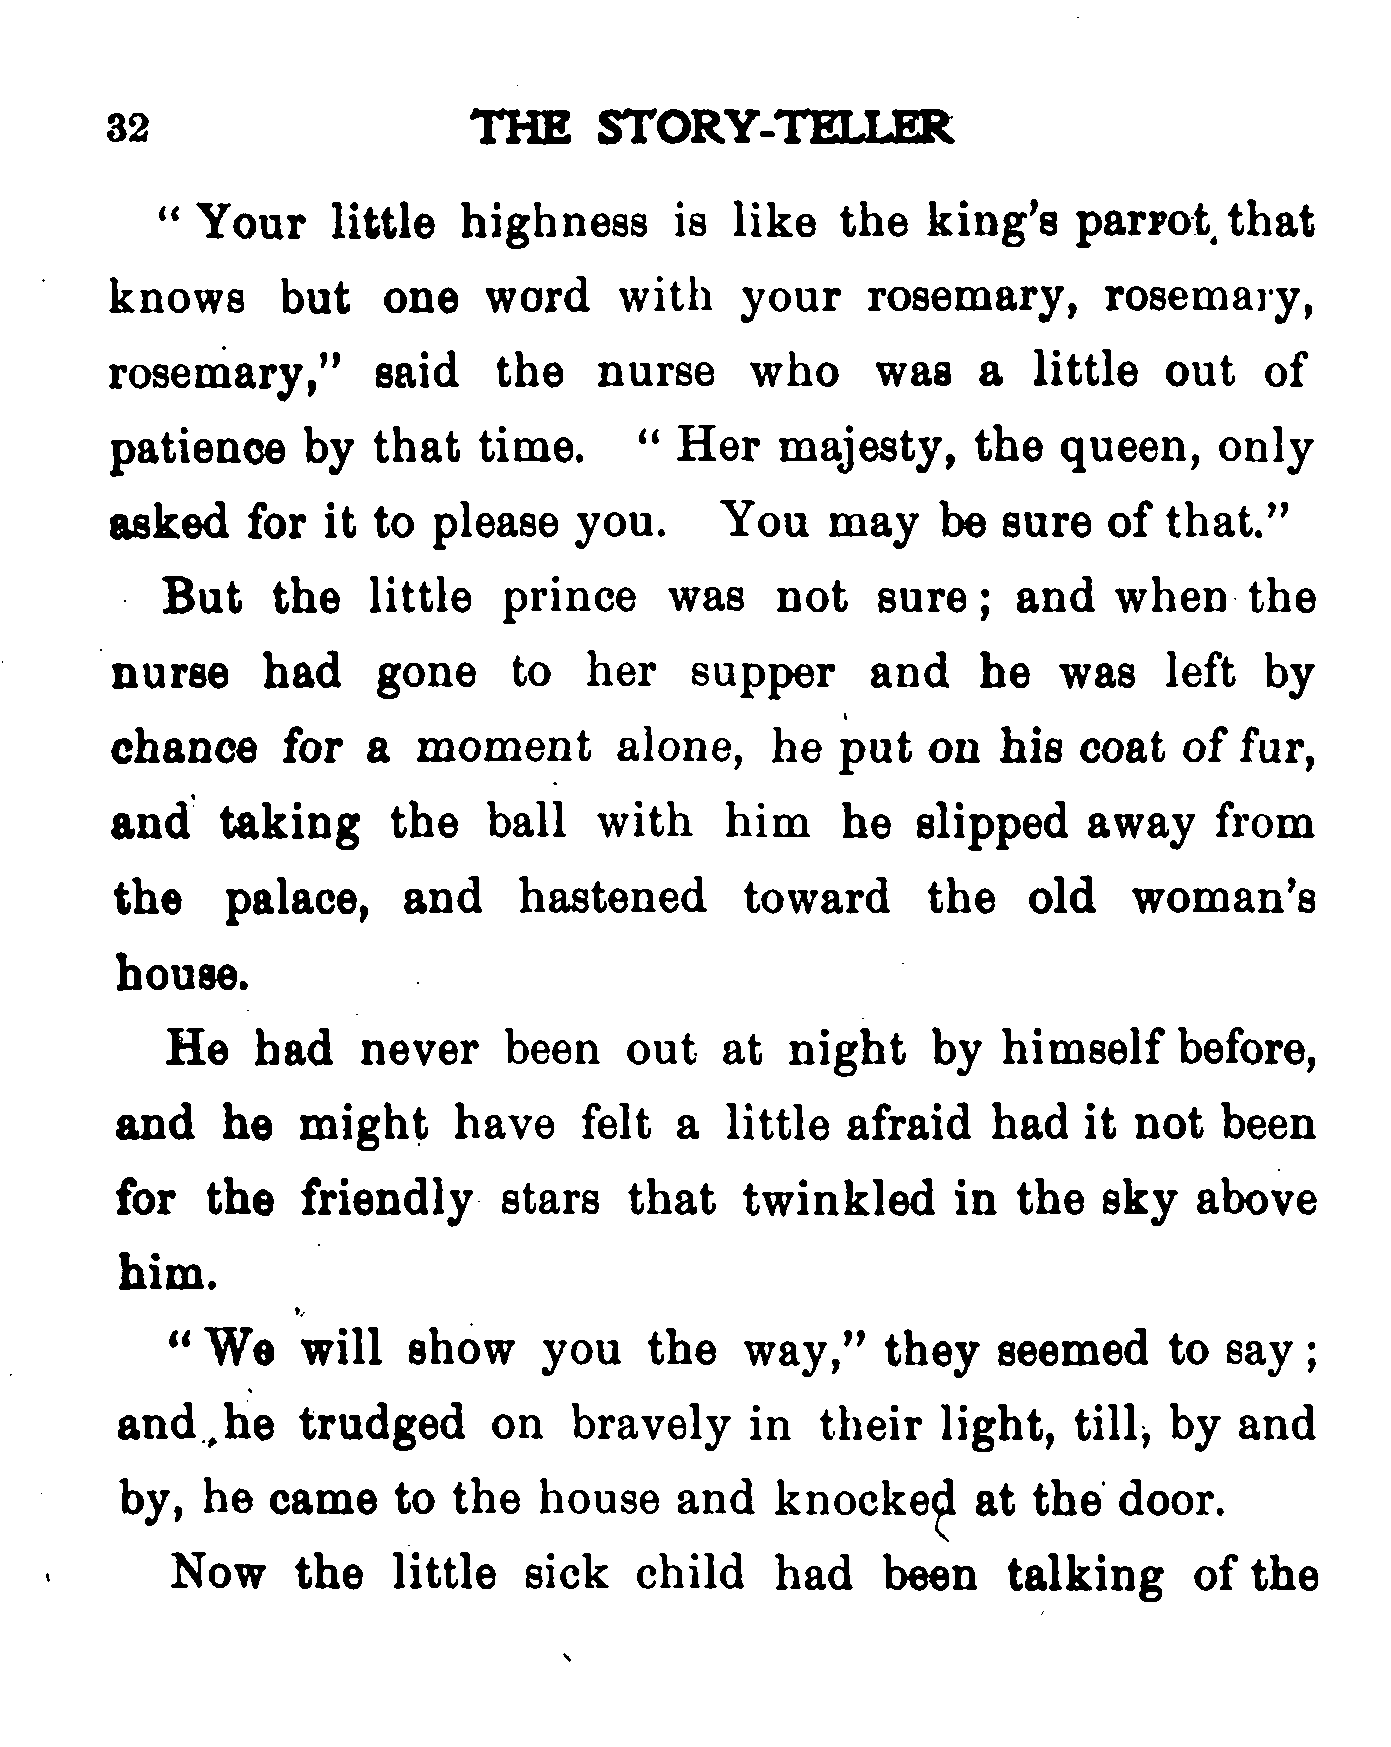 32 THE STORY-TELLER
" Your little highness is like the king's parrot that
knows but one word with your rosemary, rosemary,
rosemary," said the nurse who was a little out of
patience by that time. " Her majesty, the queen, only
asked for it to please you. You may be sure of that."
But the little prince was not sure ; and when the
nurse had gone to her supper and he was left by
chance for a moment alone, he put on his coat of fur,
and taking the ball with him he slipped away from
the palace, and hastened toward the old woman's
house.
He had never been out at night by himself before,
and he might have felt a little afraid had it not been
for the friendly stars that twinkled in the sky above
him.
" We will show you the way," they seemed to say ;
and he trudged on bravely in their light, till, by and
by, he came to the house and knocked at the door.
Now the little sick child had been talking of the